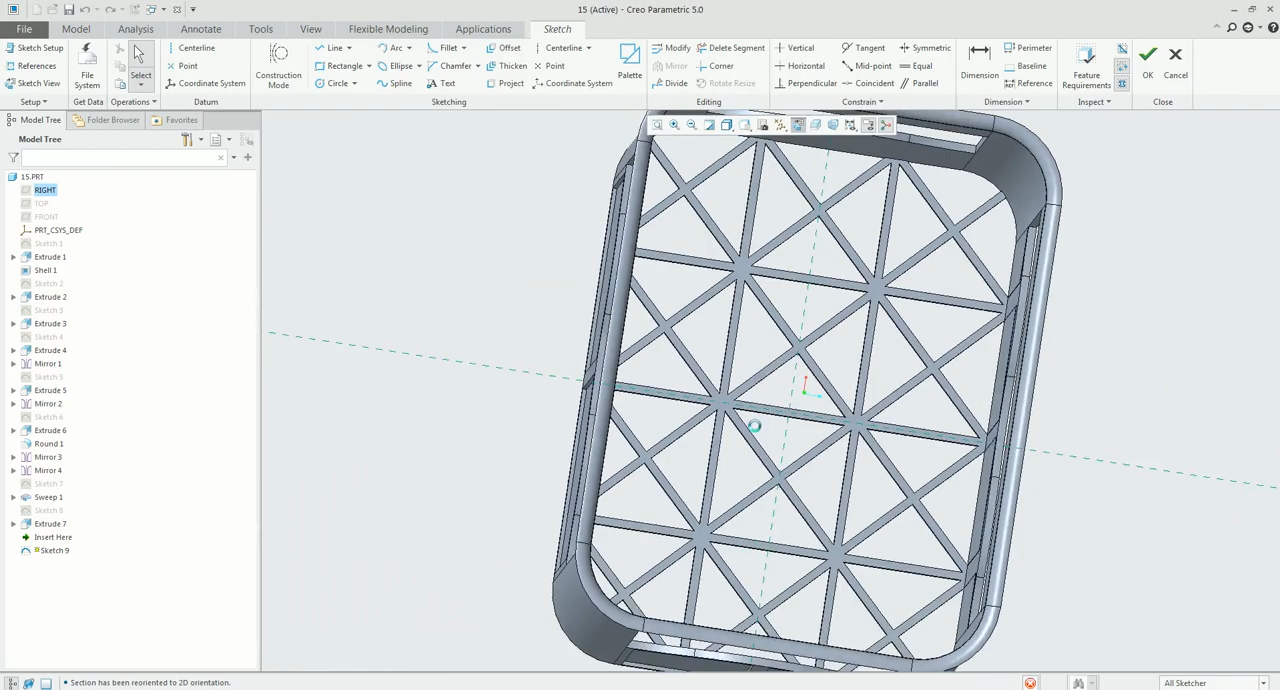 15 (Active) - Creo Parametric 5.0
File Model Analysis Annotate Tools View Flexible Modeling Applications Sketch
Sketch Setup
References
Sketch View
Setup
File System
Get Data
Select
Operations
Centerline
Point
Coordinate System
Datum
Construction Mode
Line
Rectangle
Circle
Arc
Ellipse
Spline
Fillet
Chamfer
Text
Offset
Thicken
Project
Centerline
Point
Coordinate System
Palette
Sketching
Modify
Mirror
Divide
Delete Segment
Corner
Rotate Resize
Editing
Vertical
Horizontal
Perpendicular
Tangent
Mid-point
Coincident
Symmetric
Equal
Parallel
Constrain
Dimension
Perimeter
Baseline
Reference
Dimension
Feature Requirements
Inspect
OK
Cancel
Close
Model Tree Folder Browser Favorites
Model Tree
15.PRT
RIGHT
TOP
FRONT
PRT_CSYS_DEF
Sketch 1
Extrude 1
Shell 1
Sketch 2
Extrude 2
Sketch 3
Extrude 3
Sketch 4
Extrude 4
Mirror 1
Sketch 5
Extrude 5
Mirror 2
Sketch 6
Extrude 6
Round 1
Mirror 3
Mirror 4
Sketch 7
Sweep 1
Sketch 8
Extrude 7
Insert Here
Sketch 9
Section has been reoriented to 2D orientation.
All Sketcher